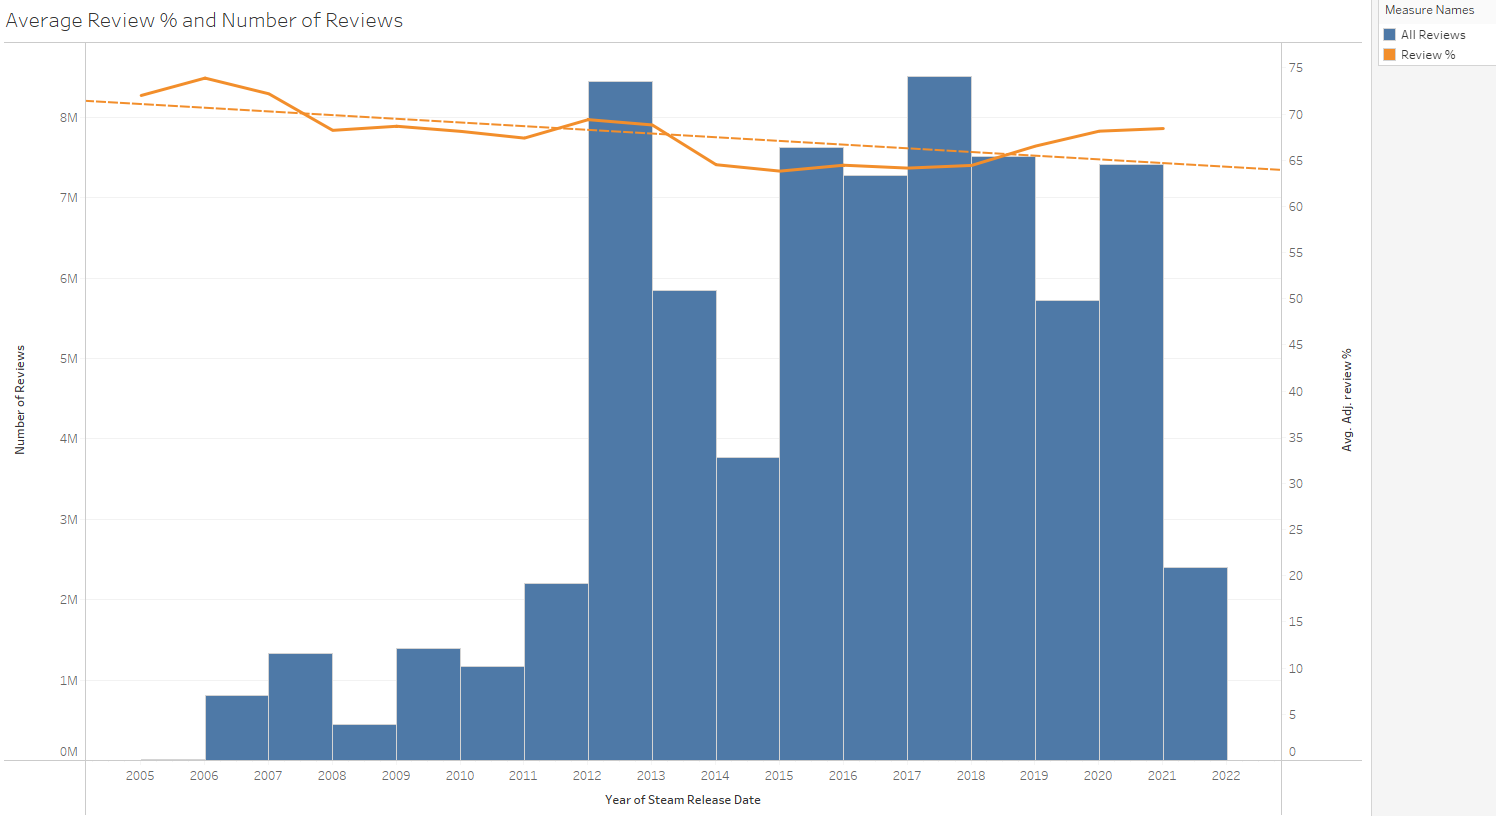 Average Review % and Number of Reviews
Measure Names
All Reviews
Review %
Number of Reviews
8M
7M
6M
5M
4M
3M
2M
1M
0M
75
70
65
60
55
50
45
40
35
30
25
20
15
10
5
0
Avg. Adj. review %
2005 2006 2007 2008 2009 2010 2011 2012 2013 2014 2015 2016 2017 2018 2019 2020 2021 2022
Year of Steam Release Date